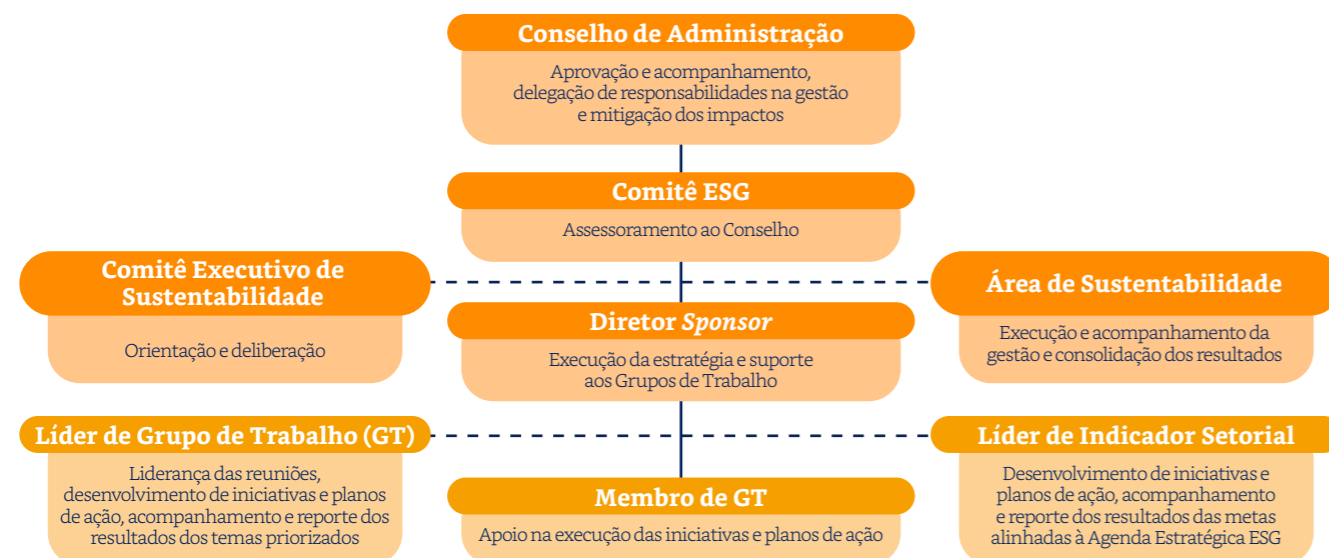 Conselho de Administração
Aprovação e acompanhamento,
delegação de responsabilidades na gestão
e mitigação dos impactos
Comitê ESG
Assessoramento ao Conselho
Comitê Executivo de
Sustentabilidade
Orientação e deliberação
Área de Sustentabilidade
Execução e acompanhamento da
gestão e consolidação dos resultados
Diretor Sponsor
Execução da estratégia e suporte
aos Grupos de Trabalho
Líder de Grupo de Trabalho (GT)
Liderança das reuniões,
desenvolvimento de iniciativas e planos
de ação, acompanhamento e reporte dos
resultados dos temas priorizados
Líder de Indicador Setorial
Desenvolvimento de iniciativas e
planos de ação, acompanhamento
e reporte dos resultados das metas
alinhadas à Agenda Estratégica ESG
Membro de GT
Apoio na execução das iniciativas e planos de ação